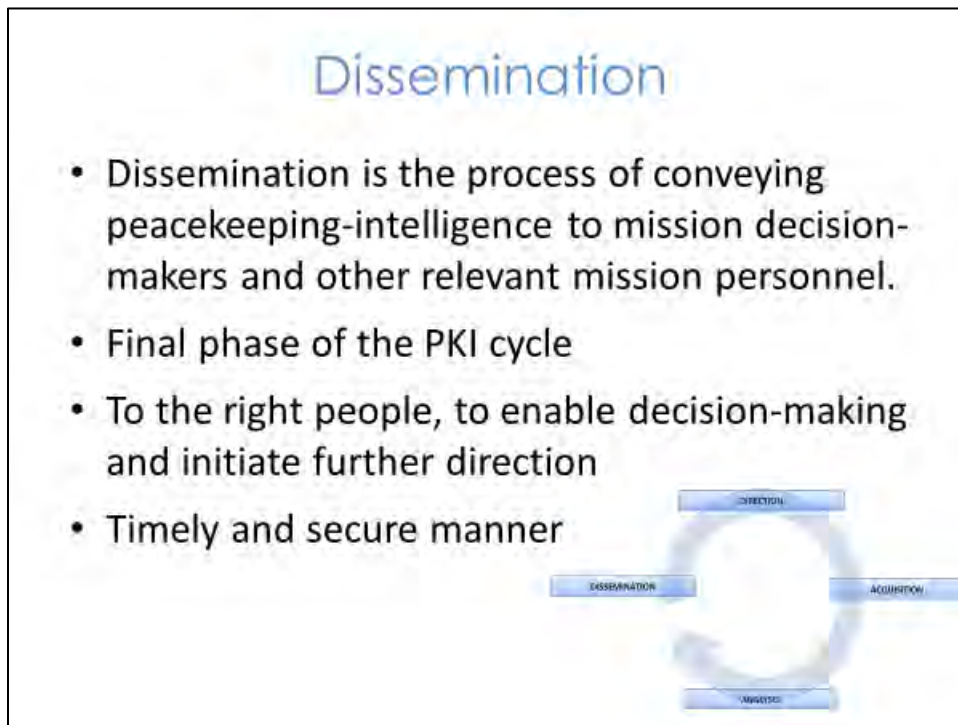 Dissemination
• Dissemination is the process of conveying
peacekeeping-intelligence to mission decision-
makers and other relevant mission personnel.
• Final phase of the PKI cycle
• To the right people, to enable decision-making
and initiate further direction
• Timely and secure manner
DIRECTION
DISSEMINATION
ACQUISITION
ANALYSIS